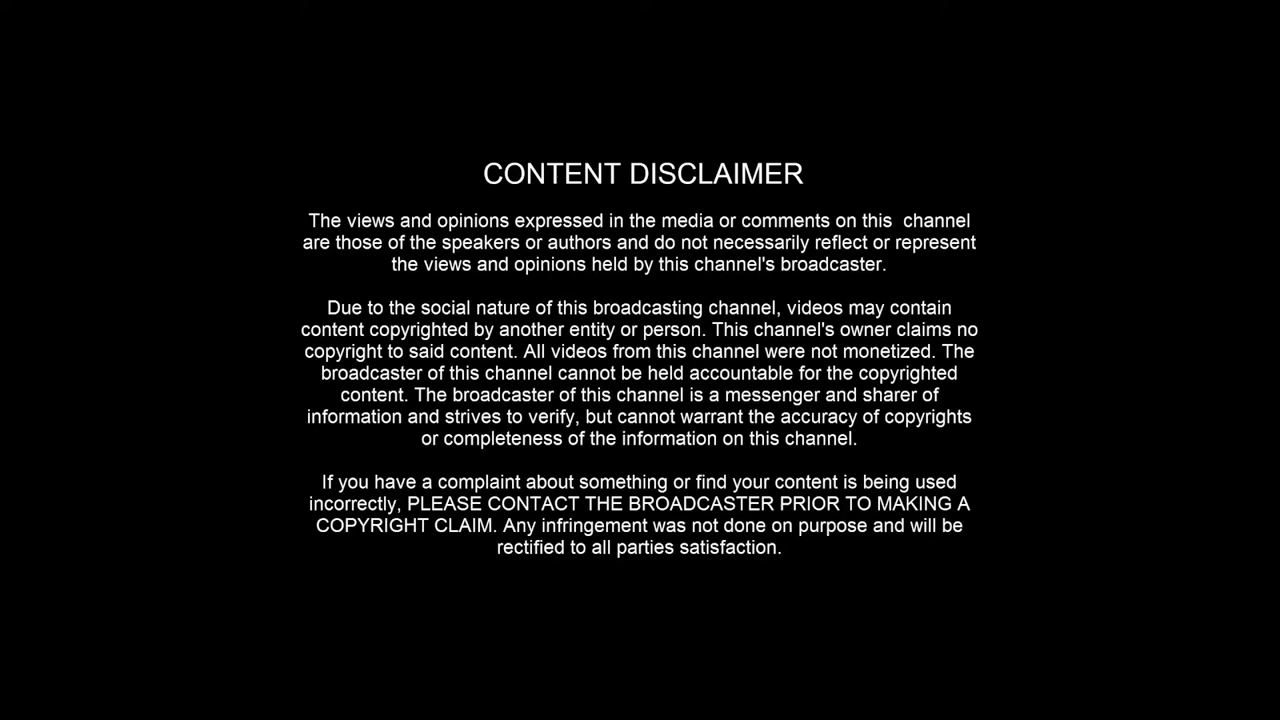 CONTENT DISCLAIMER
The views and opinions expressed in the media or comments on this  channel
are those of the speakers or authors and do not necessarily reflect or represent
the views and opinions held by this channel's broadcaster.
Due to the social nature of this broadcasting channel, videos may contain
content copyrighted by another entity or person. This channel's owner claims no
copyright to said content. All videos from this channel were not monetized. The
broadcaster of this channel cannot be held accountable for the copyrighted
content. The broadcaster of this channel is a messenger and sharer of
information and strives to verify, but cannot warrant the accuracy of copyrights
or completeness of the information on this channel.
If you have a complaint about something or find your content is being used
incorrectly, PLEASE CONTACT THE BROADCASTER PRIOR TO MAKING A
COPYRIGHT CLAIM. Any infringement was not done on purpose and will be
rectified to all parties satisfaction.